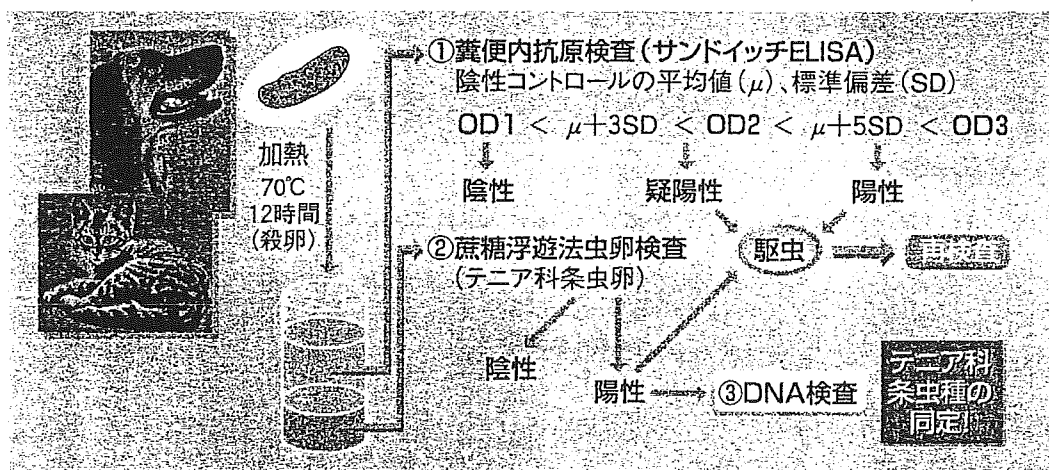 ①糞便内抗原検査(サンドイッチELISA)
陰性コントロールの平均値(μ)、標準偏差(SD)
OD1 < μ+3SD < OD2 < μ+5SD < OD3
陰性
疑陽性
陽性
加熱
70℃
12時間
(殺卵)
②蔗糖浮遊法虫卵検査
(テニア科条虫卵)
駆虫
再検査
陰性
陽性
③DNA検査
テニア科
条虫種の
同定!